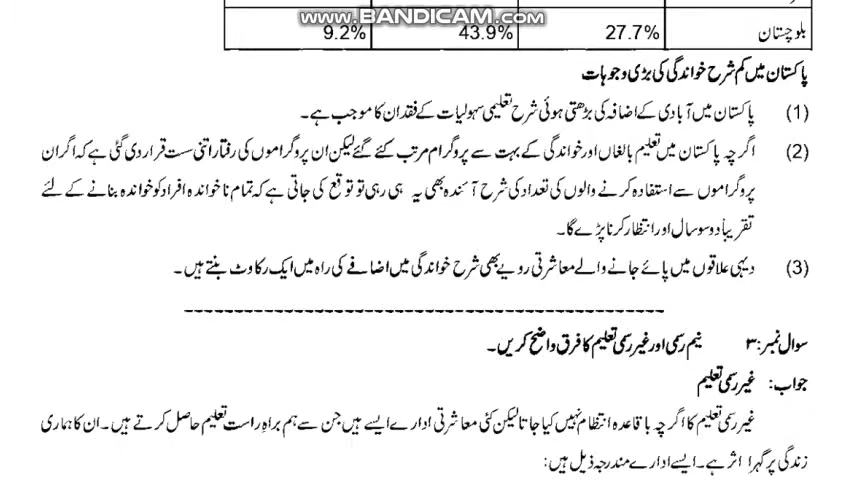 www.BANDICAM.com
بلوچستان 27.7% 43.9% 9.2%
پاکستان میں کم شرح خواندگی کی بڑی وجوہات
(1) پاکستان میں آبادی کے اضافہ کی بڑھتی ہوئی شرح تعلیمی سہولیات کے فقدان کا موجب ہے۔
(2) اگرچہ پاکستان میں تعلیم بالغاں اور خواندگی کے بہت سے پروگرام مرتب کئے گئے لیکن ان پروگراموں کی رفتار اتنی سست قرار دی گئی ہے کہ اگر ان
پروگراموں سے استفادہ کرنے والوں کی تعداد کی شرح آئندہ بھی یہ ہی رہی تو توقع کی جاتی ہے کہ تمام ناخواندہ افراد کو خواندہ بنانے کے لئے
تقریباً دو سو سال اور انتظار کرنا پڑے گا۔
(3) دیہی علاقوں میں پائے جانے والے معاشرتی رویے بھی شرح خواندگی میں اضافے کی راہ میں ایک رکاوٹ بنتے ہیں۔
سوال نمبر: ۳ نیم رسمی اور غیر رسمی تعلیم کا فرق واضح کریں۔
جواب: غیر رسمی تعلیم
غیر رسمی تعلیم کا اگرچہ باقاعدہ انتظام نہیں کیا جاتا لیکن کئی معاشرتی ادارے ایسے ہیں جن سے ہم براہِ راست تعلیم حاصل کرتے ہیں۔ ان کا ہماری
زندگی پر گہرا اثر ہے۔ ایسے ادارے مندرجہ ذیل ہیں: